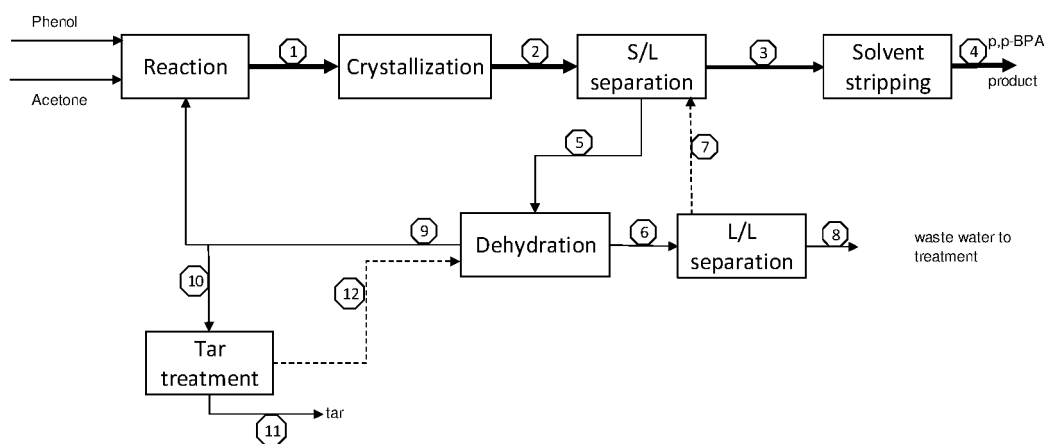 Phenol
Acetone
Reaction
1
Crystallization
2
S/L
separation
3
Solvent
stripping
4
p,p-BPA
product
5
7
9
Dehydration
6
L/L
separation
8
waste water to
treatment
10
12
Tar
treatment
11
tar